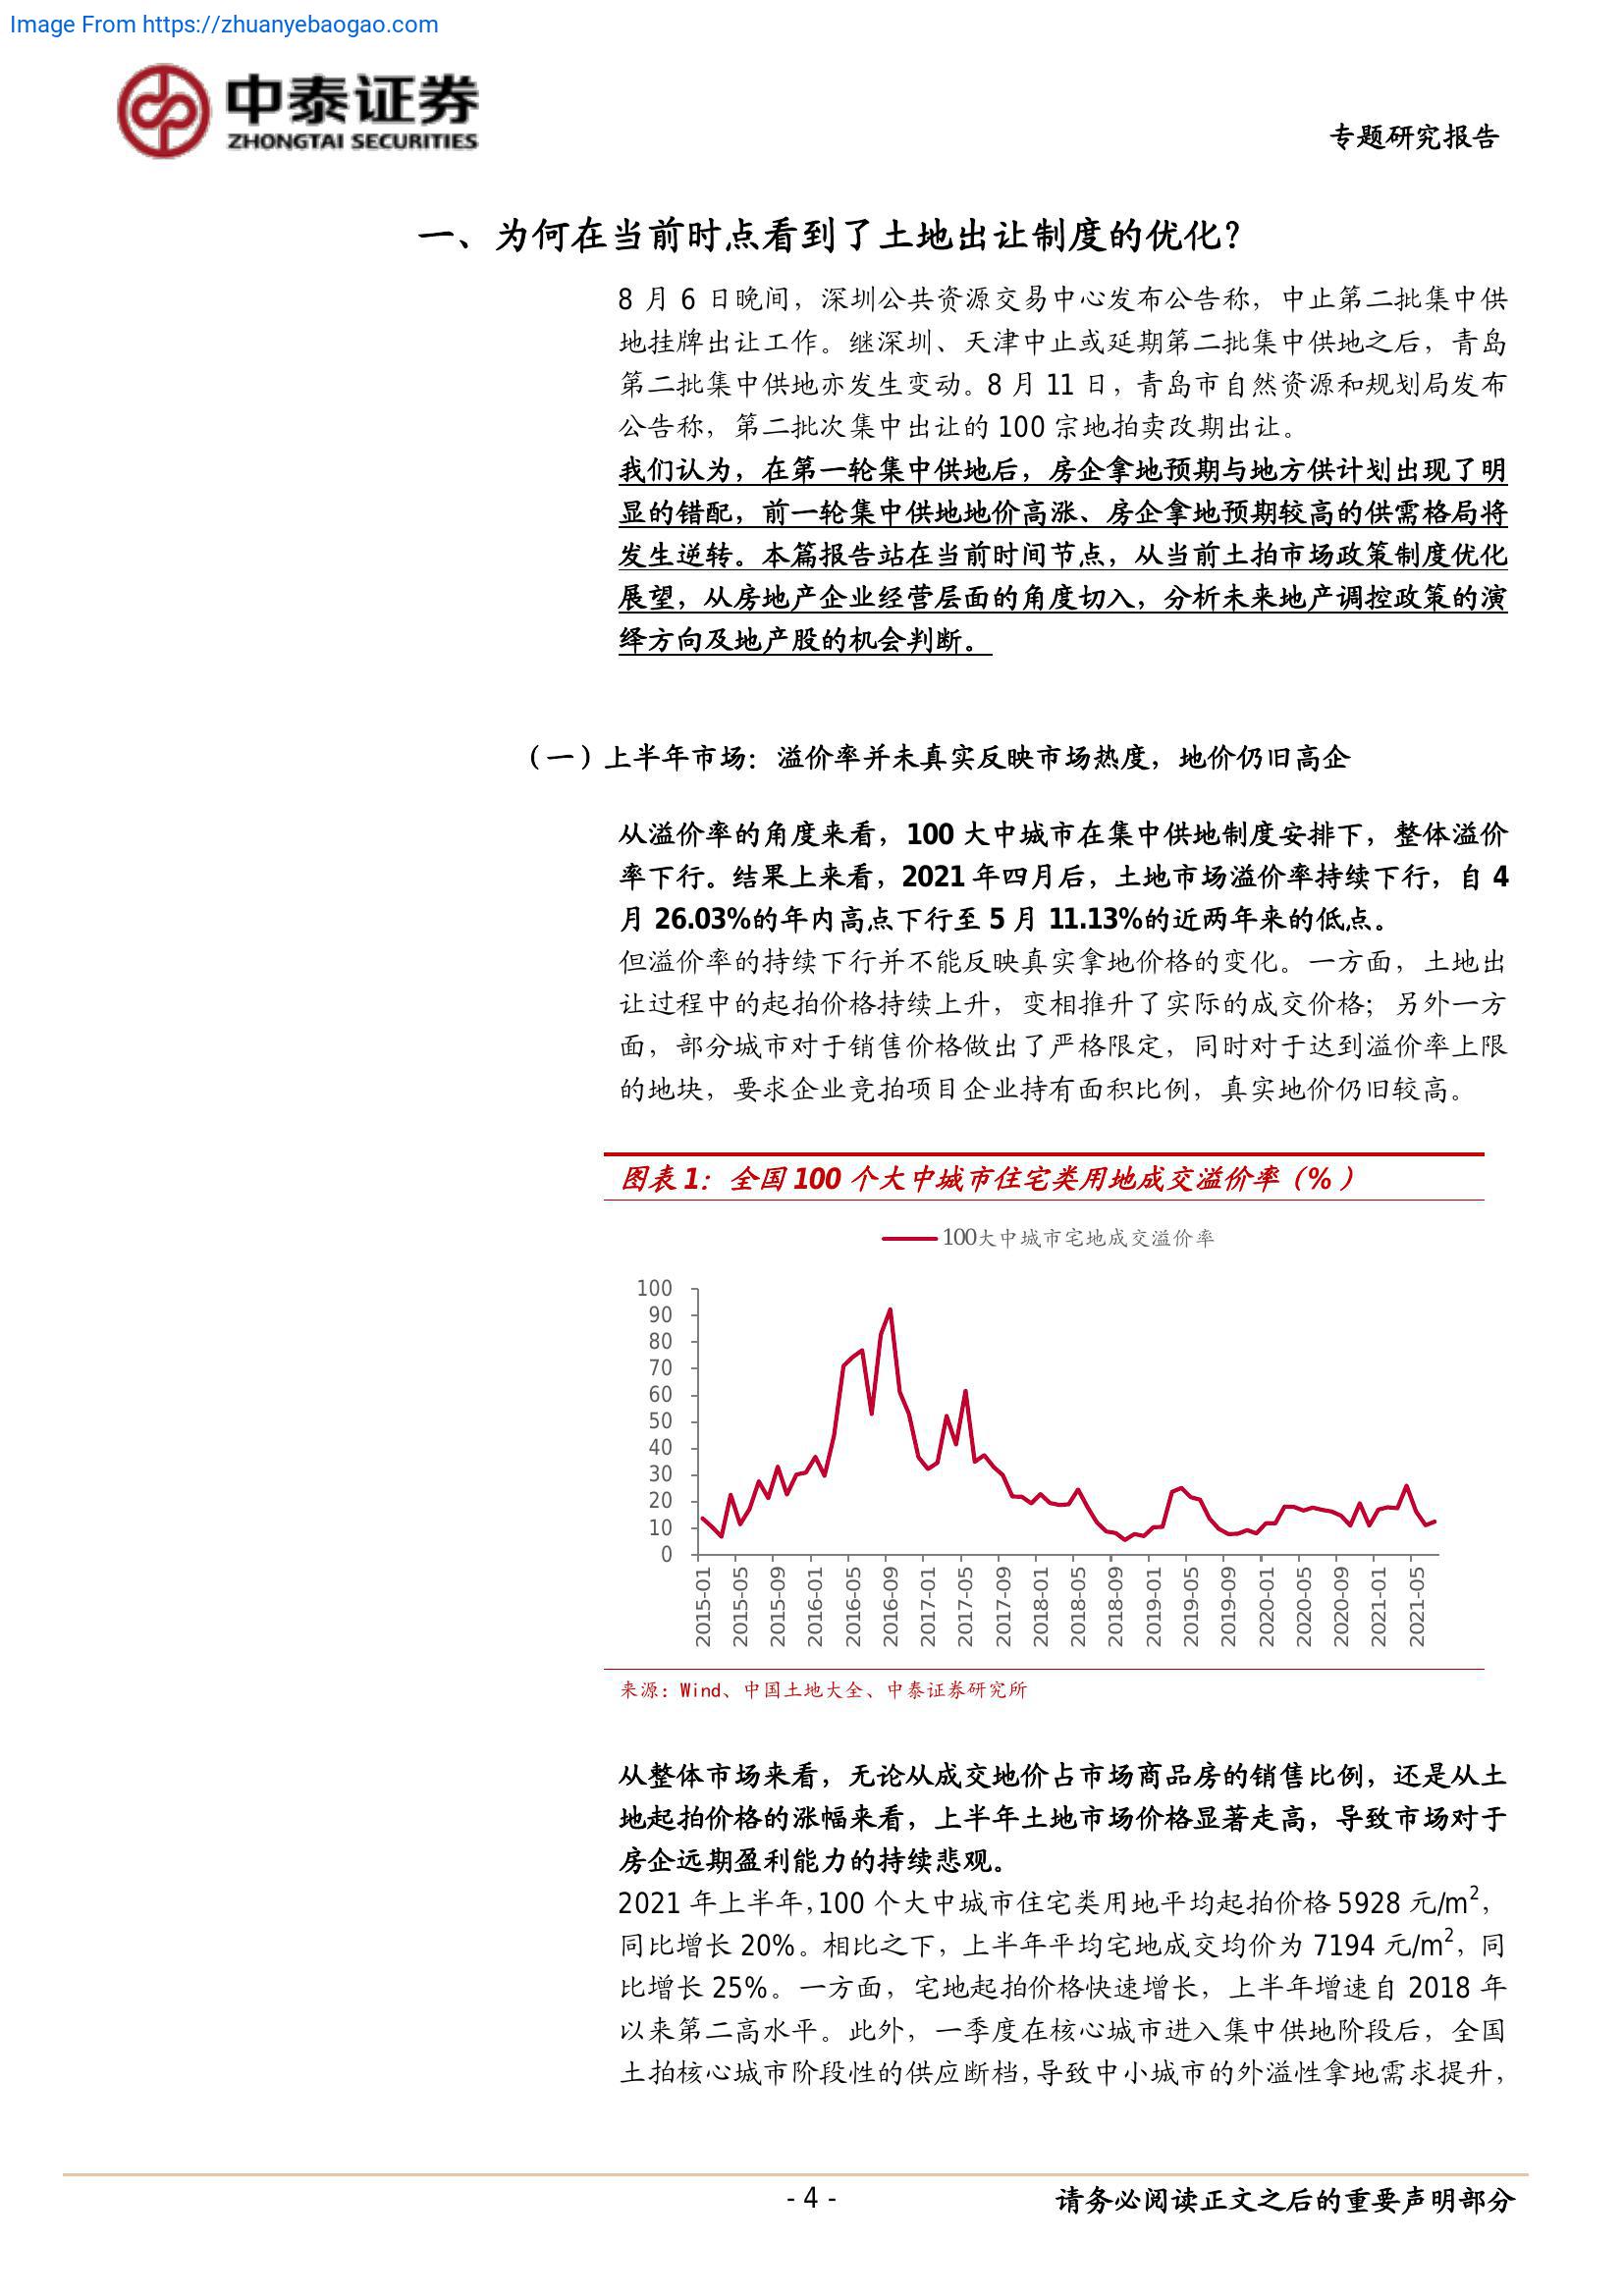 Image From https://zhuanyebaogao.com
中泰证券
ZHONGTAI SECURITIES
专题研究报告
一、为何在当前时点看到了土地出让制度的优化？
8 月 6 日晚间，深圳公共资源交易中心发布公告称，中止第二批集中供
地挂牌出让工作。继深圳、天津中止或延期第二批集中供地之后，青岛
第二批集中供地亦发生变动。8 月 11 日，青岛市自然资源和规划局发布
公告称，第二批次集中出让的 100 宗地拍卖改期出让。
我们认为，在第一轮集中供地后，房企拿地预期与地方供计划出现了明
显的错配，前一轮集中供地地价高涨、房企拿地预期较高的供需格局将
发生逆转。本篇报告站在当前时间节点，从当前土拍市场政策制度优化
展望，从房地产企业经营层面的角度切入，分析未来地产调控政策的演
绎方向及地产股的机会判断。
（一）上半年市场：溢价率并未真实反映市场热度，地价仍旧高企
从溢价率的角度来看，100 大中城市在集中供地制度安排下，整体溢价
率下行。结果上来看，2021 年四月后，土地市场溢价率持续下行，自 4
月 26.03%的年内高点下行至 5 月 11.13%的近两年来的低点。
但溢价率的持续下行并不能反映真实拿地价格的变化。一方面，土地出
让过程中的起拍价格持续上升，变相推升了实际的成交价格；另外一方
面，部分城市对于销售价格做出了严格限定，同时对于达到溢价率上限
的地块，要求企业竞拍项目企业持有面积比例，真实地价仍旧较高。
图表 1：全国 100 个大中城市住宅类用地成交溢价率（%）
100大中城市宅地成交溢价率
100
90
80
70
60
50
40
30
20
10
0
2015-01
2015-05
2015-09
2016-01
2016-05
2016-09
2017-01
2017-05
2017-09
2018-01
2018-05
2018-09
2019-01
2019-05
2019-09
2020-01
2020-05
2020-09
2021-01
2021-05
来源：Wind、中国土地大全、中泰证券研究所
从整体市场来看，无论从成交地价占市场商品房的销售比例，还是从土
地起拍价格的涨幅来看，上半年土地市场价格显著走高，导致市场对于
房企远期盈利能力的持续悲观。
2021 年上半年，100 个大中城市住宅类用地平均起拍价格 5928 元/m²，
同比增长 20%。相比之下，上半年平均宅地成交均价为 7194 元/m²，同
比增长 25%。一方面，宅地起拍价格快速增长，上半年增速自 2018 年
以来第二高水平。此外，一季度在核心城市进入集中供地阶段后，全国
土拍核心城市阶段性的供应断档，导致中小城市的外溢性拿地需求提升，
- 4 -
请务必阅读正文之后的重要声明部分